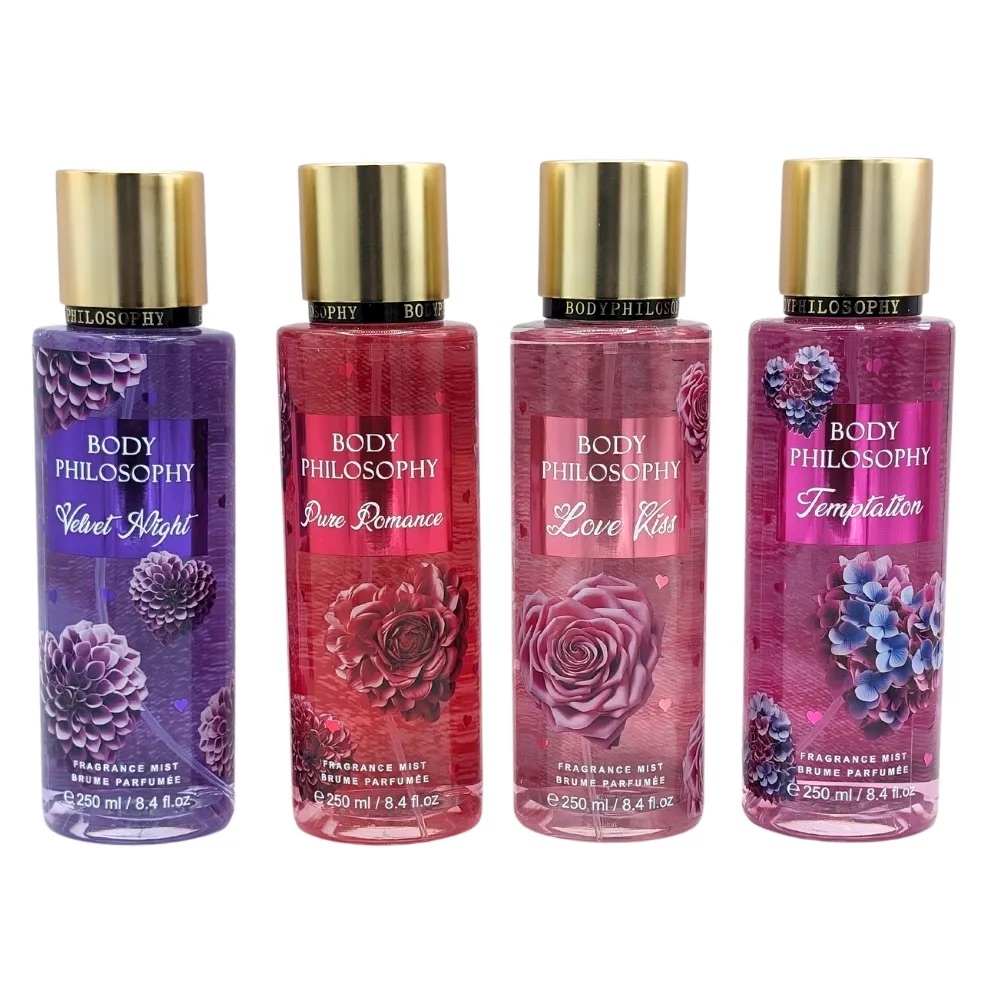 PHILOSOPHY
BODY
PHILOSOPHY
Velvet Night
FRAGRANCE MIST
BRUME PARFUMÉE
e 250 ml / 8.4 fl.oz
OSOPHY BODYP
BODY
PHILOSOPHY
Pure Romance
FRAGRANCE MIST
BRUME PARFUMÉE
e 250 ml / 8.4 fl.oz
BODYPHILOSO
BODY
PHILOSOPHY
Love Kiss
FRAGRANCE MIST
BRUME PARFUMÉE
e 250 ml / 8.4 fl.oz
YPHILOSOPHY
BODY
PHILOSOPHY
Temptation
FRAGRANCE MIST
BRUME PARFUMÉE
e 250 ml / 8.4 fl.oz